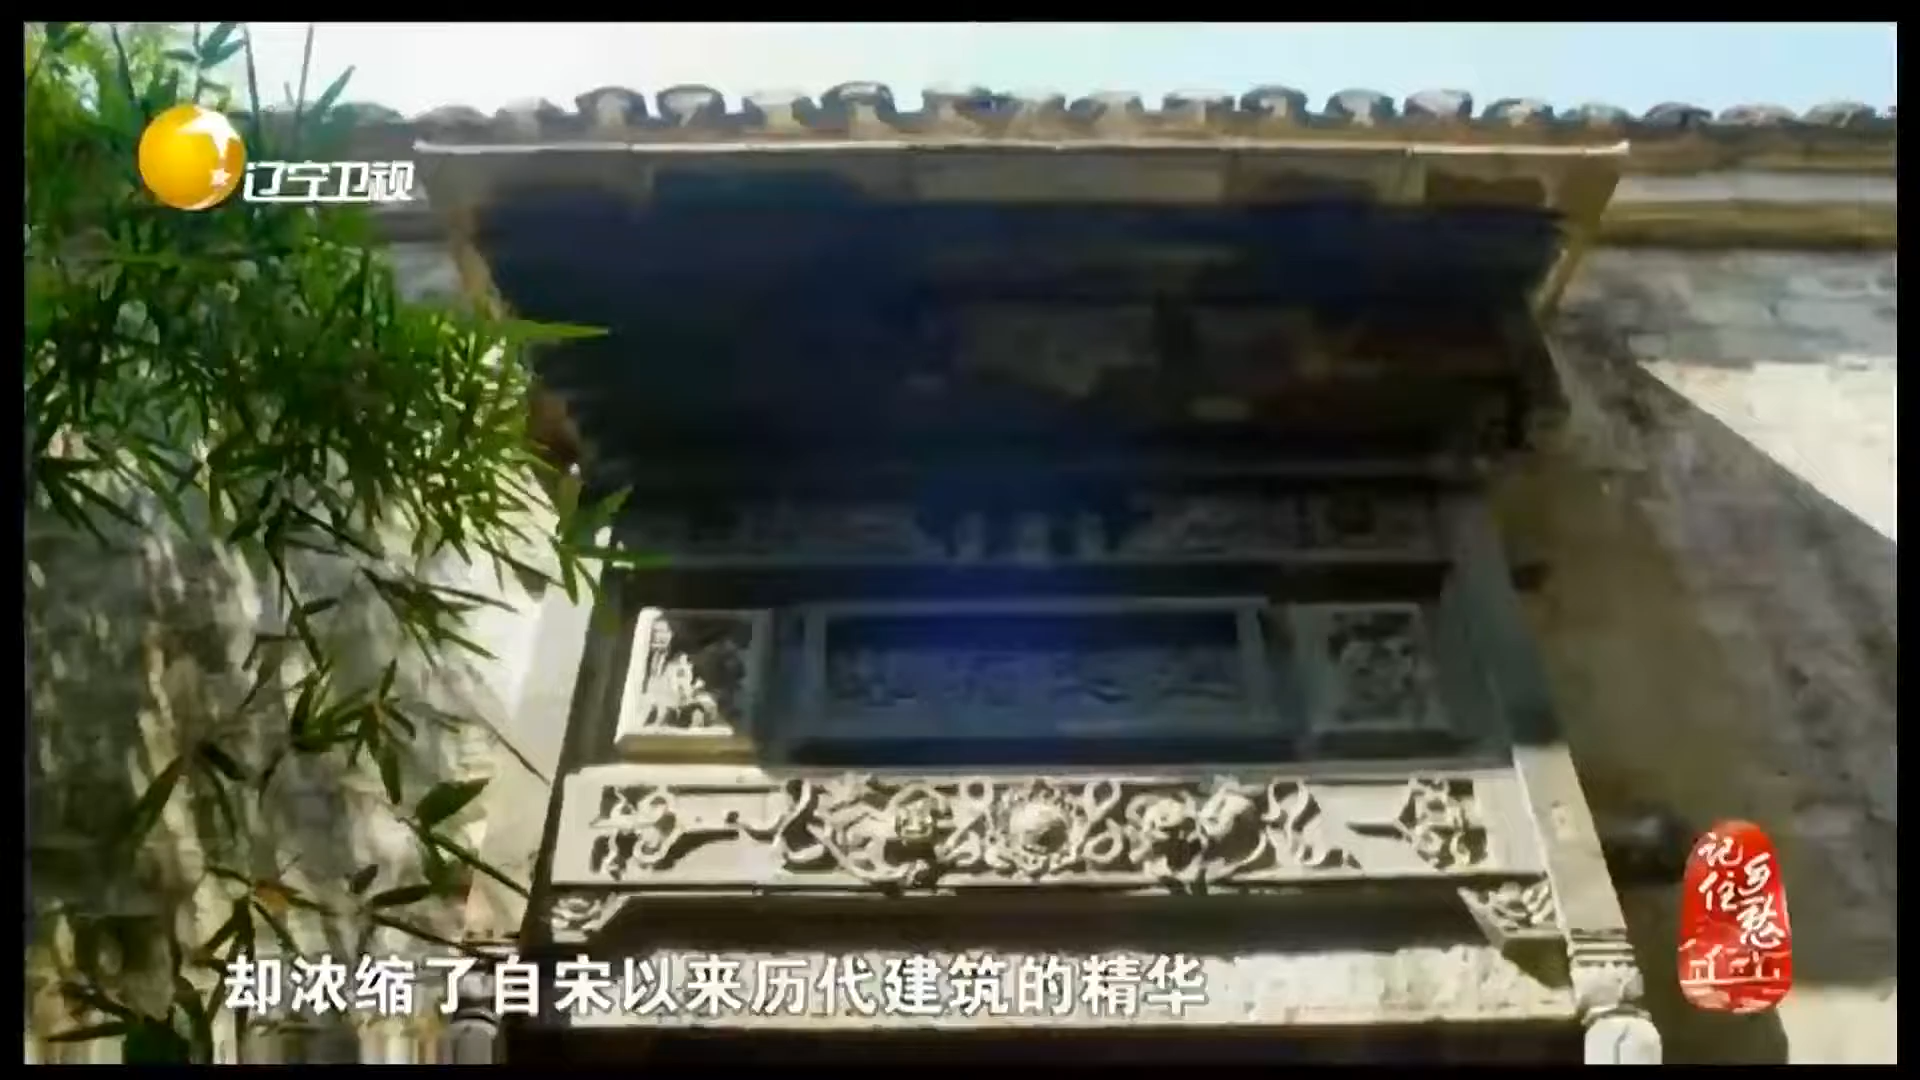 辽宁卫视
记住
乡愁
却浓缩了自宋以来历代建筑的精华